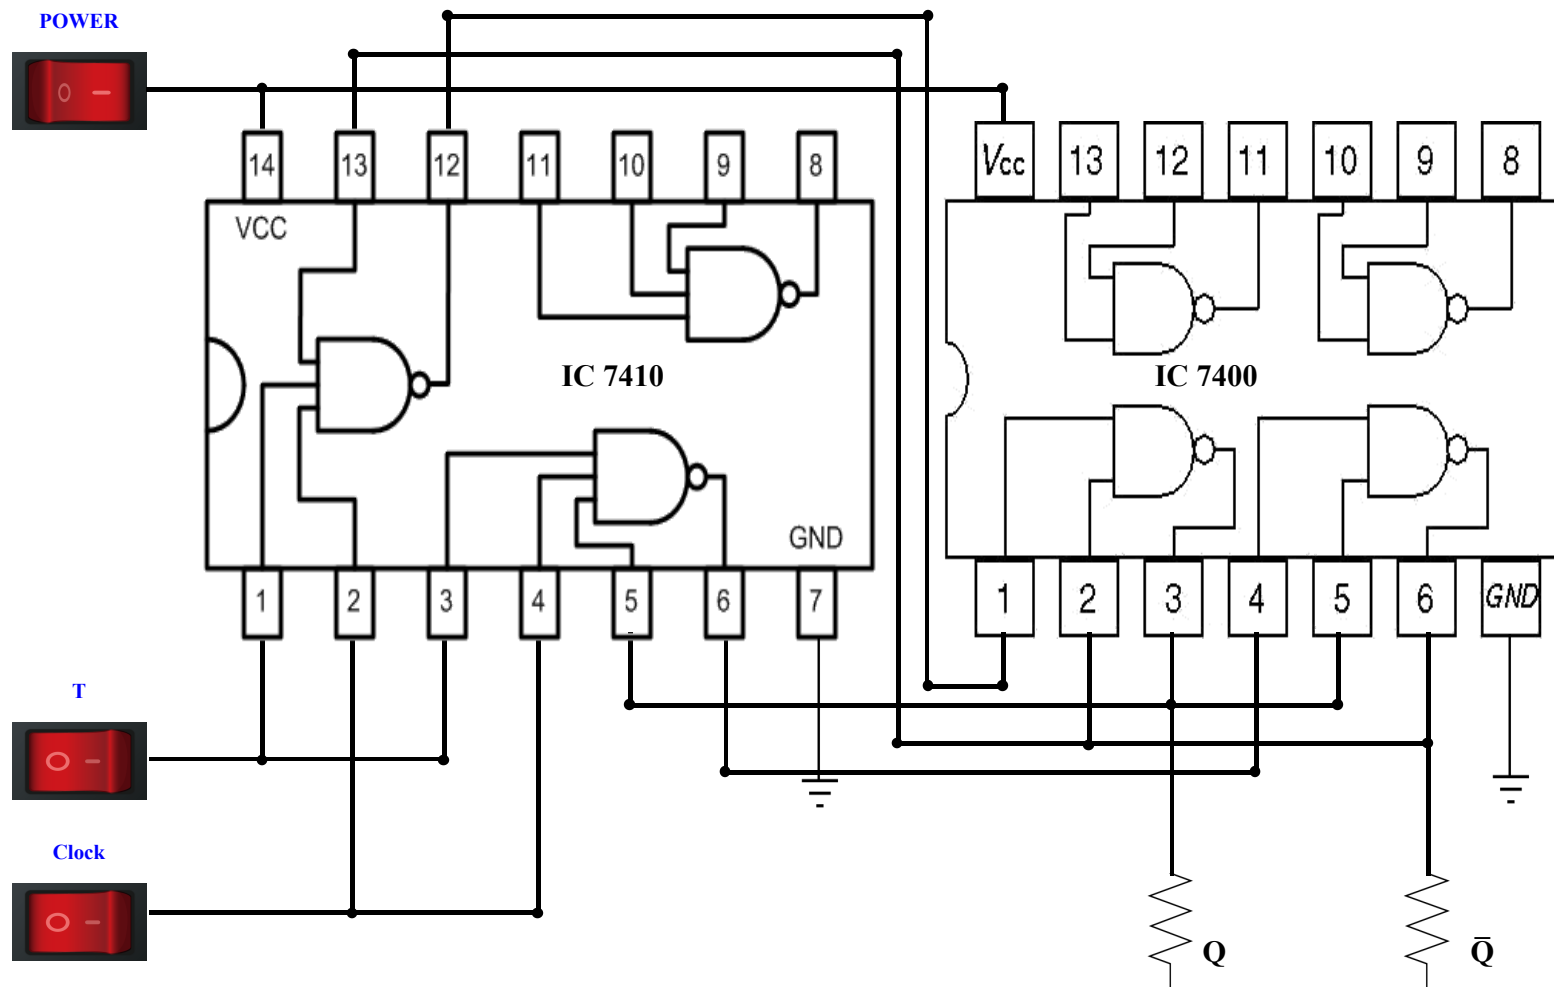 POWER
O —
14 13 12 11 10 9 8
Vcc 13 12 11 10 9 8
VCC
IC 7410
IC 7400
GND
1 2 3 4 5 6 7
1 2 3 4 5 6 GND
T
O —
Clock
O —
Q
Q̅